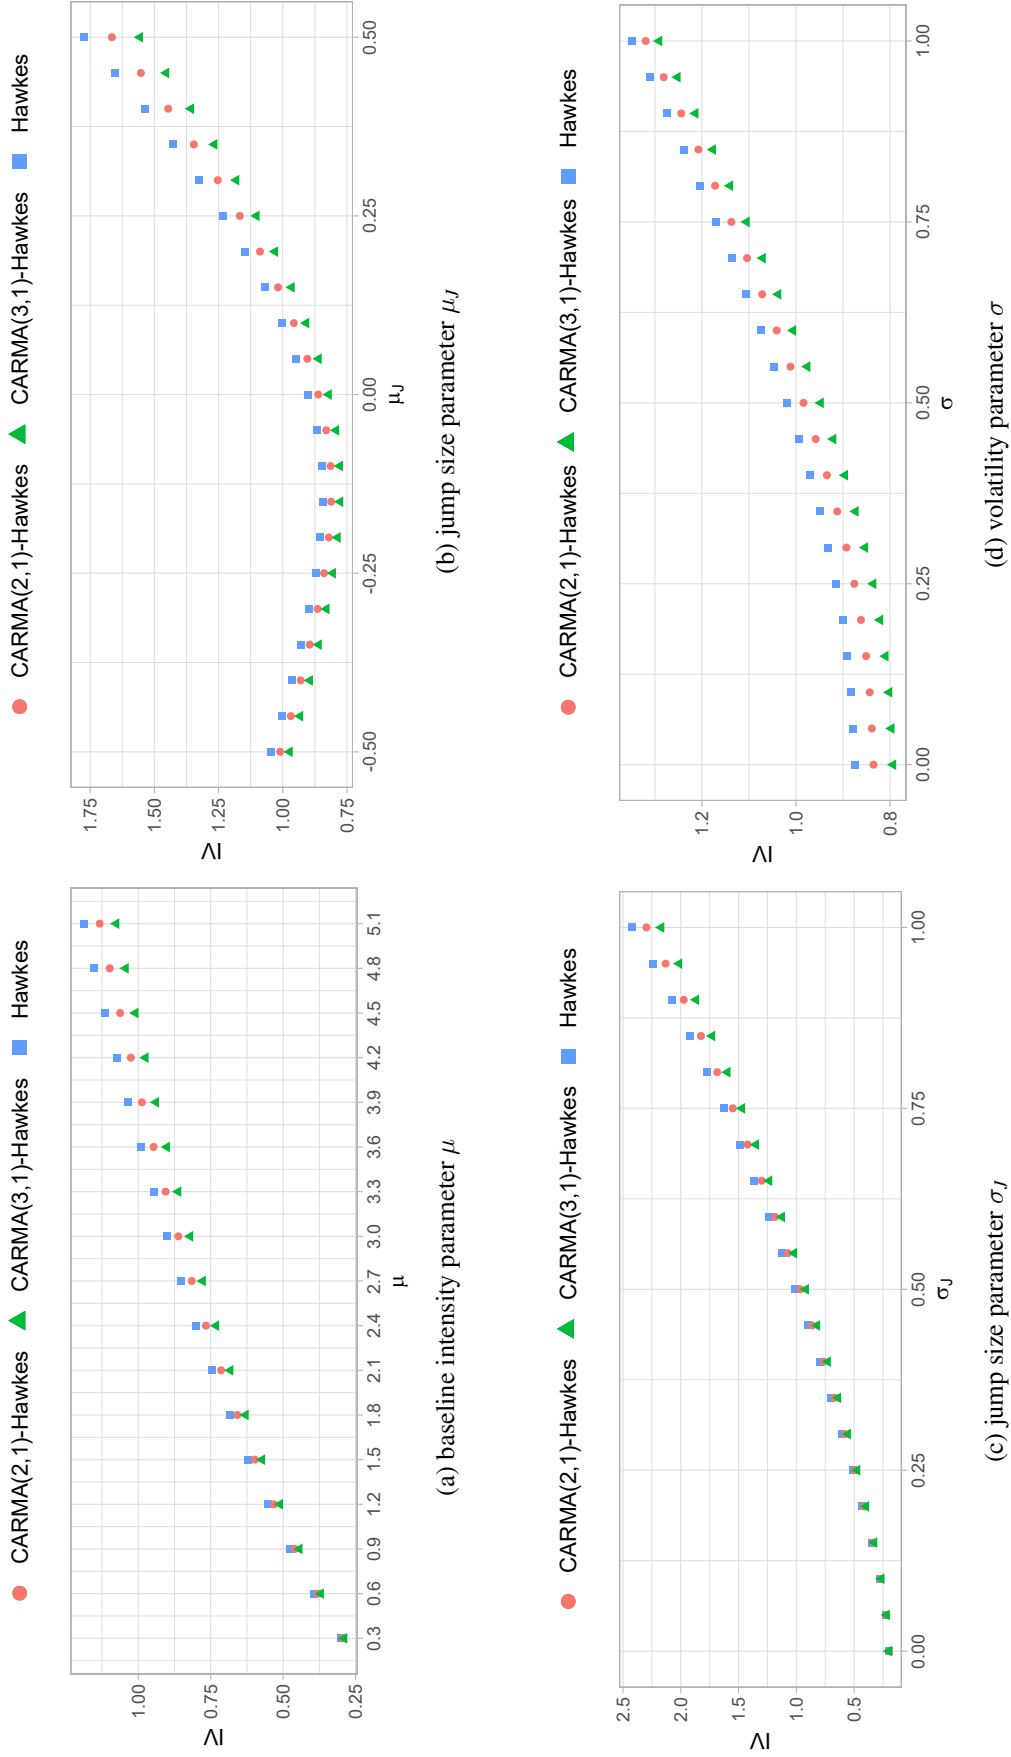 CARMA(2,1)-Hawkes CARMA(3,1)-Hawkes Hawkes
IV
1.00
0.75
0.50
0.25
0.3 0.6 0.9 1.2 1.5 1.8 2.1 2.4 2.7 3.0 3.3 3.6 3.9 4.2 4.5 4.8 5.1
μ
(a) baseline intensity parameter μ
CARMA(2,1)-Hawkes CARMA(3,1)-Hawkes Hawkes
IV
1.75
1.50
1.25
1.00
0.75
-0.50 -0.25 0.00 0.25 0.50
μJ
(b) jump size parameter μJ
CARMA(2,1)-Hawkes CARMA(3,1)-Hawkes Hawkes
IV
2.5
2.0
1.5
1.0
0.5
0.00 0.25 0.50 0.75 1.00
σJ
(c) jump size parameter σJ
CARMA(2,1)-Hawkes CARMA(3,1)-Hawkes Hawkes
IV
1.2
1.0
0.8
0.00 0.25 0.50 0.75 1.00
σ
(d) volatility parameter σ